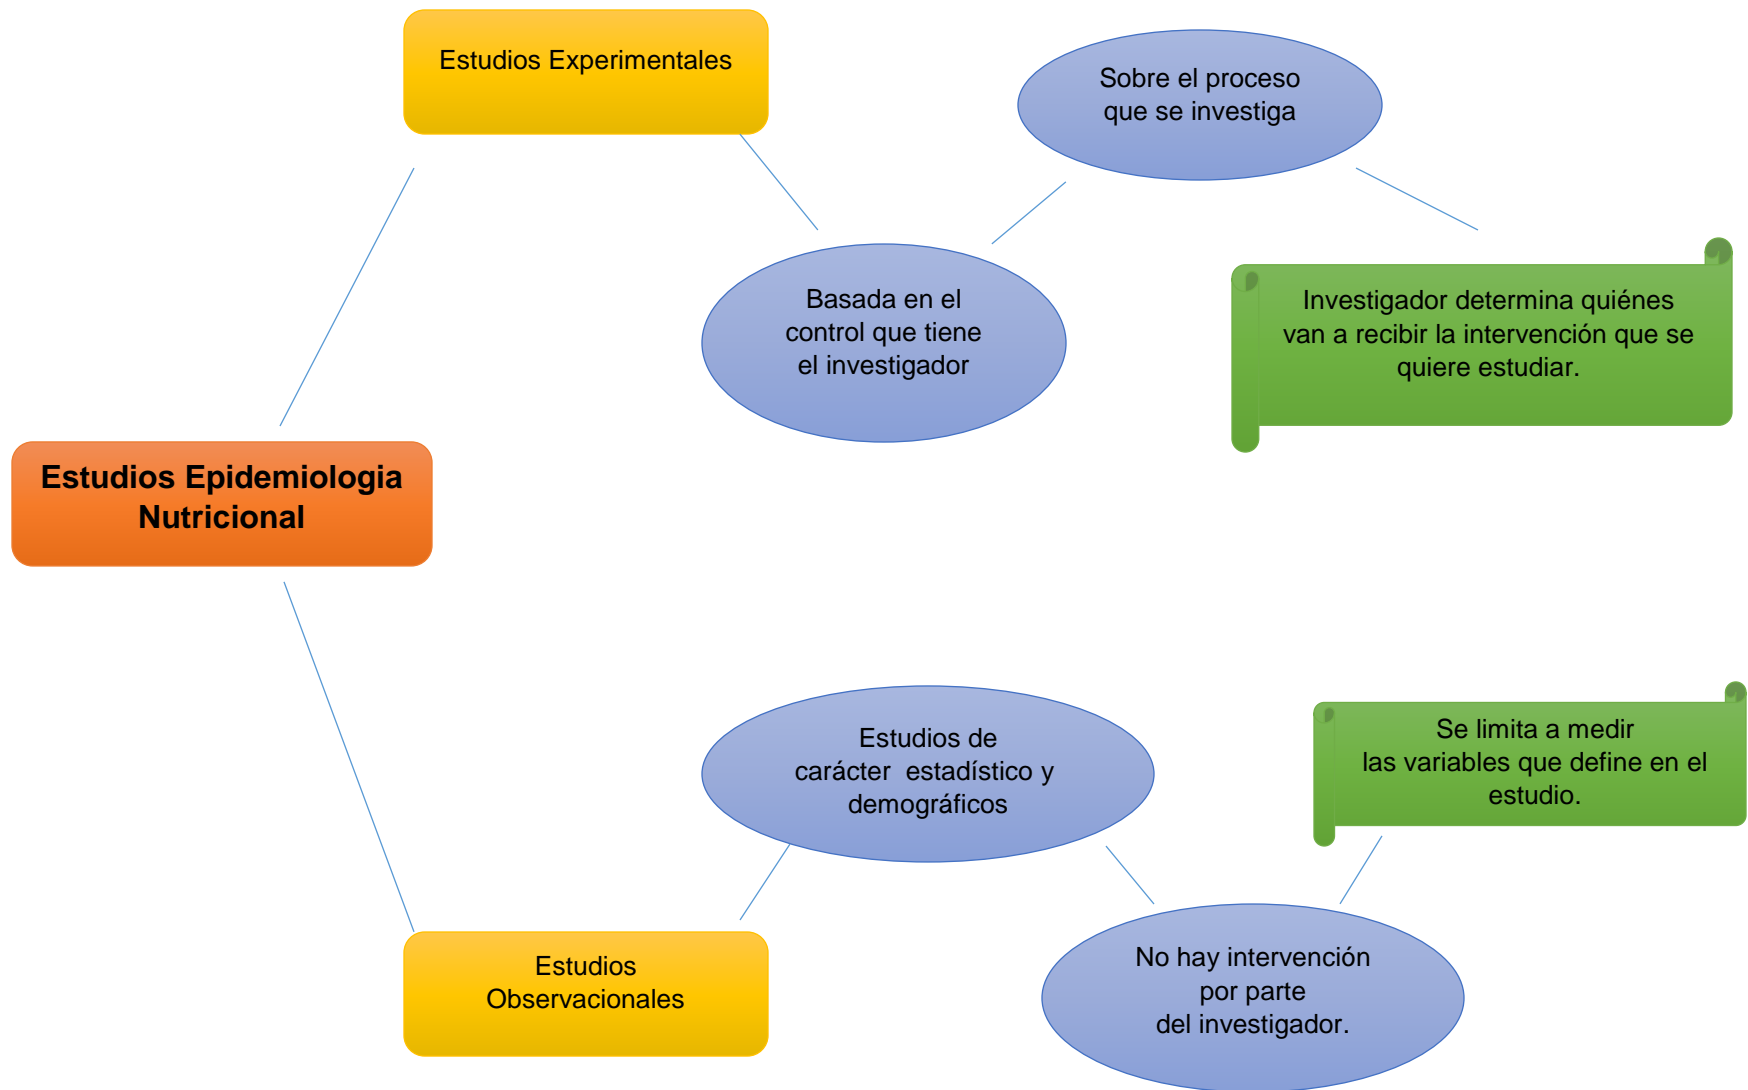 Estudios Experimentales
Sobre el proceso
que se investiga
Basada en el
control que tiene
el investigador
Investigador determina quiénes
van a recibir la intervención que se
quiere estudiar.
Estudios Epidemiologia
Nutricional
Estudios de
carácter  estadístico y
demográficos
Se limita a medir
las variables que define en el
estudio.
Estudios
Observacionales
No hay intervención
por parte
del investigador.